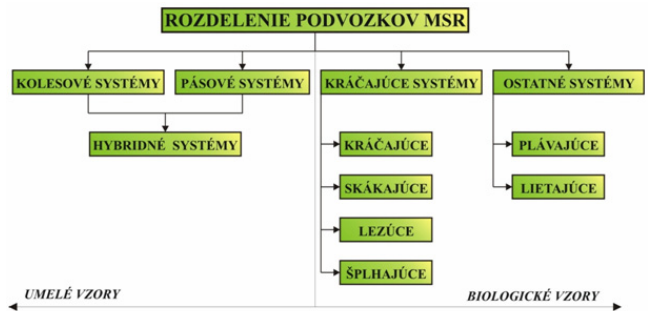 ROZDELENIE PODVOZKOV MSR
KOLESOVÉ SYSTÉMY
PÁSOVÉ SYSTÉMY
KRÁČAJÚCE SYSTÉMY
OSTATNÉ SYSTÉMY
HYBRIDNÉ SYSTÉMY
KRÁČAJÚCE
PLÁVAJÚCE
SKÁKAJÚCE
LIETAJÚCE
LEZÚCE
ŠPLHAJÚCE
UMELÉ VZORY
BIOLOGICKÉ VZORY